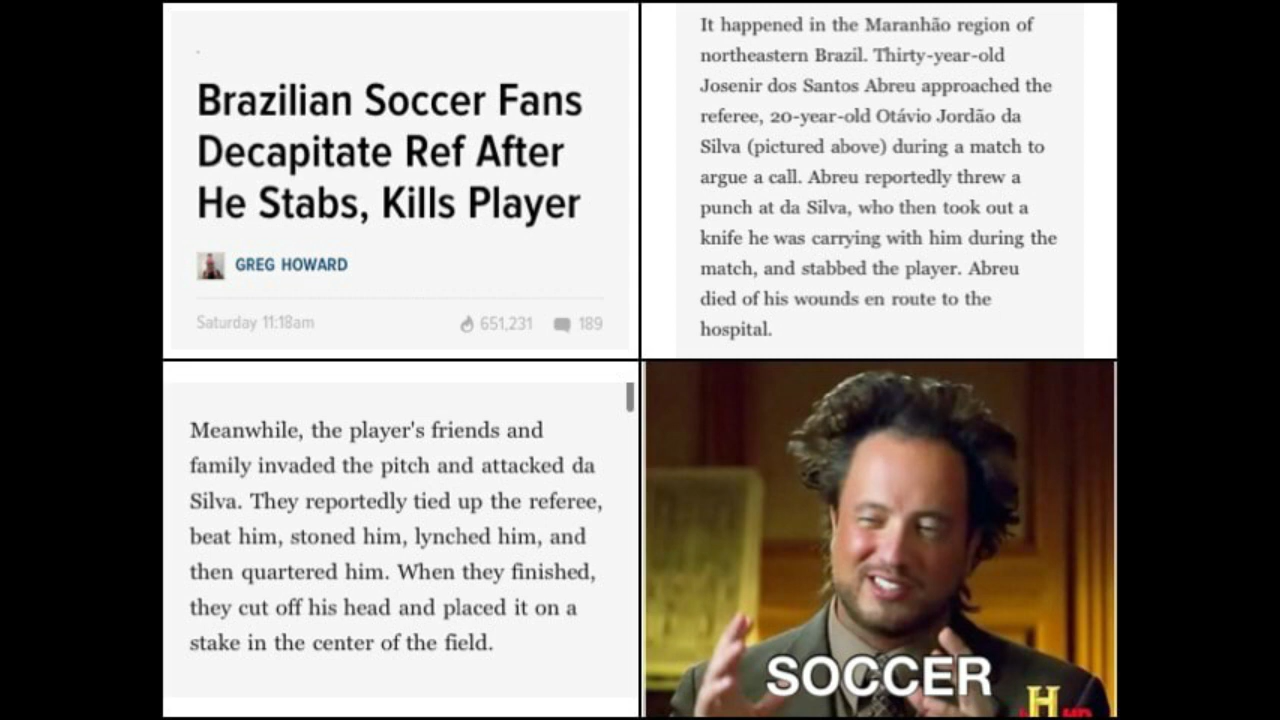 Brazilian Soccer Fans
Decapitate Ref After
He Stabs, Kills Player
GREG HOWARD
Saturday 11:18am 651,231 189
It happened in the Maranhão region of
northeastern Brazil. Thirty-year-old
Josenir dos Santos Abreu approached the
referee, 20-year-old Otávio Jordão da
Silva (pictured above) during a match to
argue a call. Abreu reportedly threw a
punch at da Silva, who then took out a
knife he was carrying with him during the
match, and stabbed the player. Abreu
died of his wounds en route to the
hospital.
Meanwhile, the player's friends and
family invaded the pitch and attacked da
Silva. They reportedly tied up the referee,
beat him, stoned him, lynched him, and
then quartered him. When they finished,
they cut off his head and placed it on a
stake in the center of the field.
SOCCER
H
HD